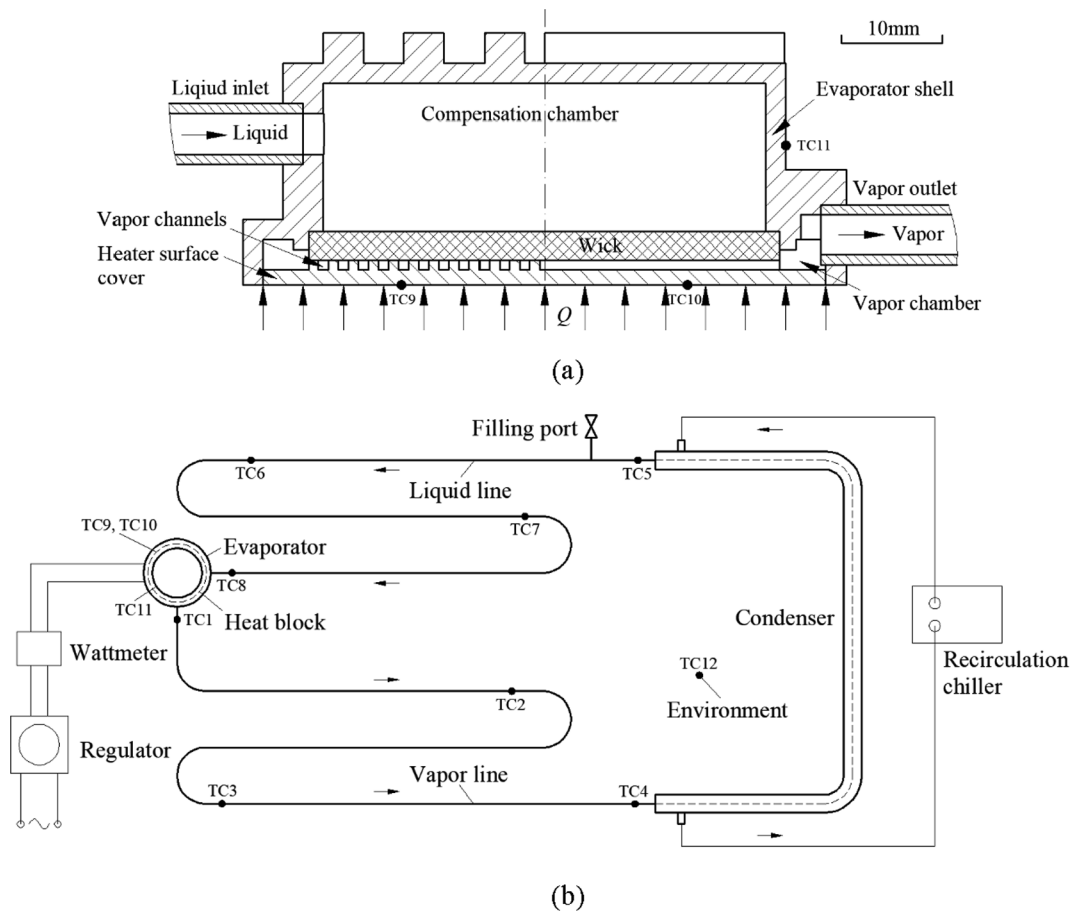 10mm
Liqiud inlet
Evaporator shell
Compensation chamber
Liquid
TC11
Vapor outlet
Vapor channels
Wick
Vapor
Heater surface
cover
TC9
TC10
Vapor chamber
Q
(a)
Filling port
TC6
TC5
Liquid line
TC7
TC9, TC10
Evaporator
TC8
TC11
TC1
Heat block
Condenser
Wattmeter
TC12
Recirculation
chiller
TC2
Environment
Regulator
Vapor line
TC3
TC4
(b)